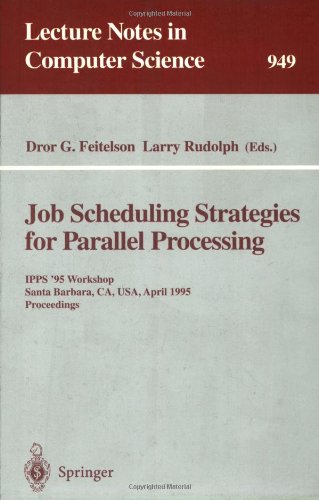 Lecture Notes in
Computer Science 949
Dror G. Feitelson Larry Rudolph (Eds.)
Job Scheduling Strategies
for Parallel Processing
IPPS '95 Workshop
Santa Barbara, CA, USA, April 1995
Proceedings
Springer